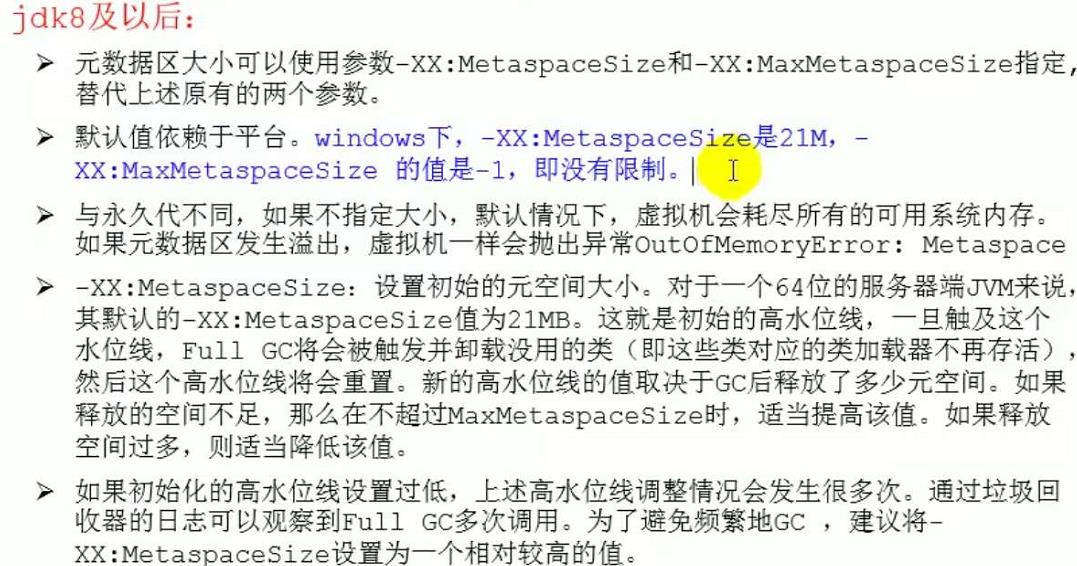 jdk8及以后：
➢ 元数据区大小可以使用参数-XX:MetaspaceSize和-XX:MaxMetaspaceSize指定,
替代上述原有的两个参数。
➢ 默认值依赖于平台。windows下，-XX:MetaspaceSize是21M，-
XX:MaxMetaspaceSize 的值是-1，即没有限制。
➢ 与永久代不同，如果不指定大小，默认情况下，虚拟机会耗尽所有的可用系统内存。
如果元数据区发生溢出，虚拟机一样会抛出异常OutOfMemoryError: Metaspace
➢ -XX:MetaspaceSize：设置初始的元空间大小。对于一个64位的服务器端JVM来说，
其默认的-XX:MetaspaceSize值为21MB。这就是初始的高水位线，一旦触及这个
水位线，Full GC将会被触发并卸载没用的类（即这些类对应的类加载器不再存活），
然后这个高水位线将会重置。新的高水位线的值取决于GC后释放了多少元空间。如果
释放的空间不足，那么在不超过MaxMetaspaceSize时，适当提高该值。如果释放
空间过多，则适当降低该值。
➢ 如果初始化的高水位线设置过低，上述高水位线调整情况会发生很多次。通过垃圾回
收器的日志可以观察到Full GC多次调用。为了避免频繁地GC ，建议将-
XX:MetaspaceSize设置为一个相对较高的值。